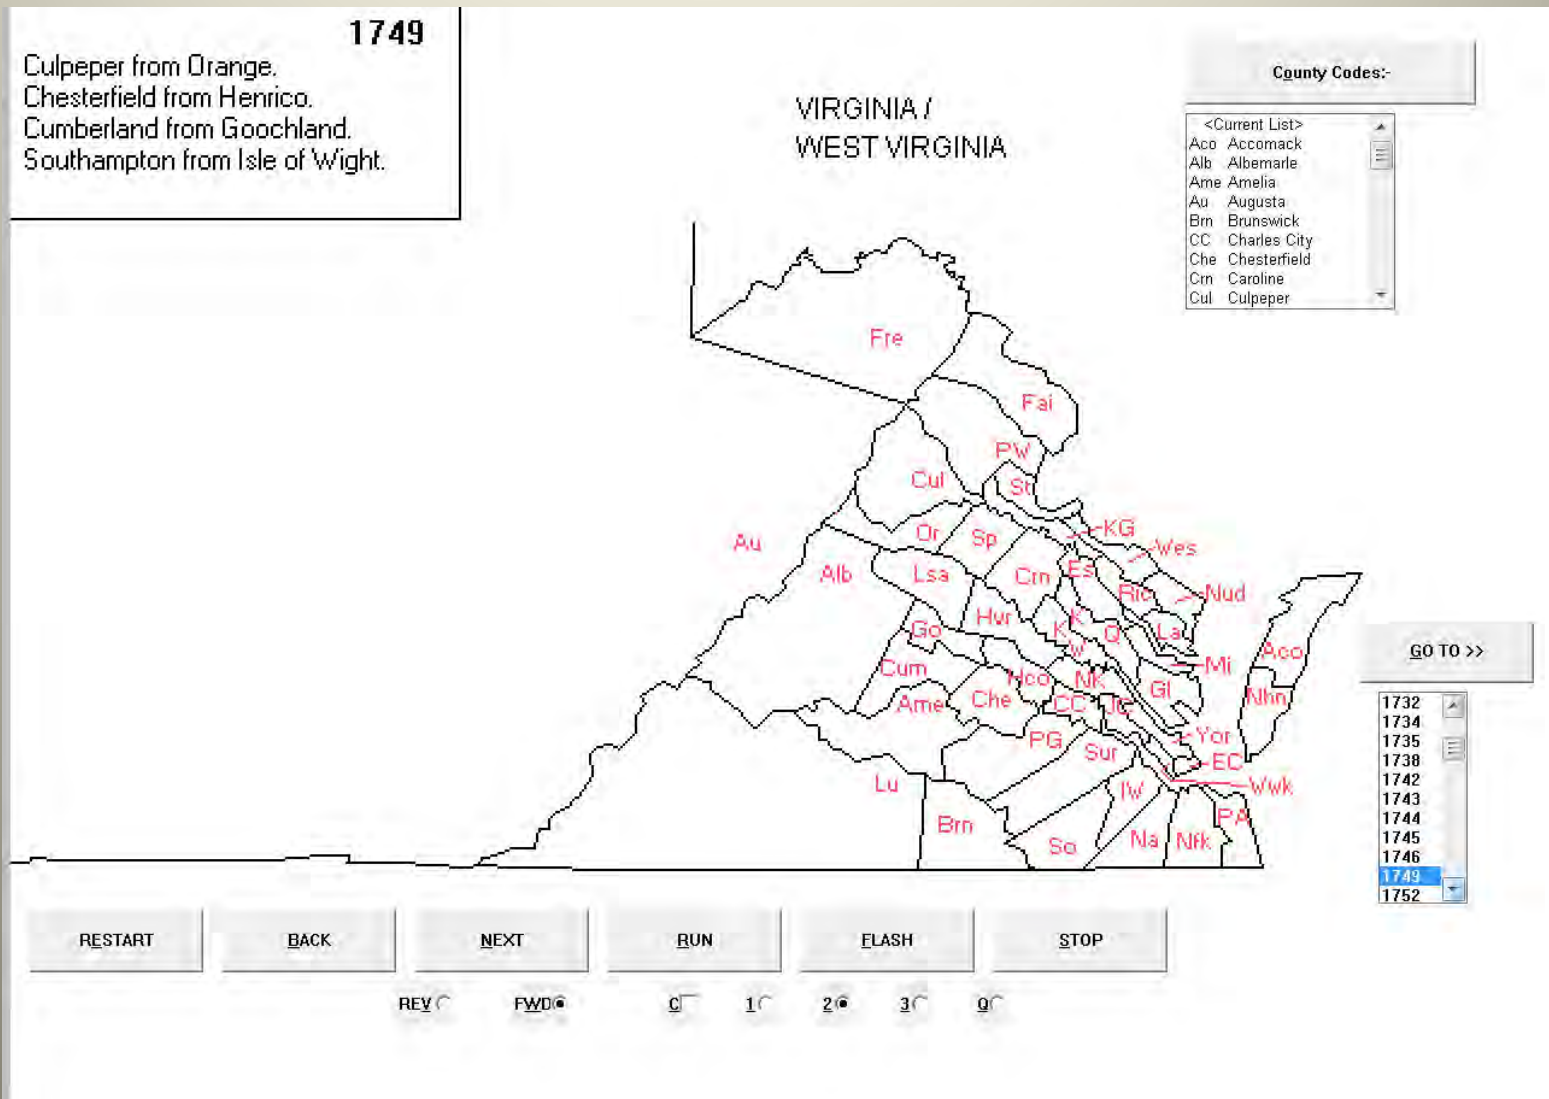 1749
Culpeper from Orange.
Chesterfield from Henrico.
Cumberland from Goochland.
Southampton from Isle of Wight.
VIRGINIA /
WEST VIRGINIA
County Codes:-
<Current List>
Aco Accomack
Alb Albemarle
Ame Amelia
Au Augusta
Brn Brunswick
CC Charles City
Che Chesterfield
Crn Caroline
Cul Culpeper
Fre
Fai
PW
Cul
St
KG
Or
Sp
Wes
Au
Alb
Lsa
Crn
Es
Ric
Nud
Go
Hvr
K
K
Q
La
W
Aco
Cum
Hco
Nk
Mi
Gl
Ame
Che
CC
JC
Nhn
PG
Sur
Yor
EC
Lu
IW
Wwk
Brn
So
Na
Nfk
PA
GO TO >>
1732
1734
1735
1738
1742
1743
1744
1745
1746
1749
1752
RESTART
BACK
NEXT
RUN
FLASH
STOP
REV
FWD
C
1
2
3
Q